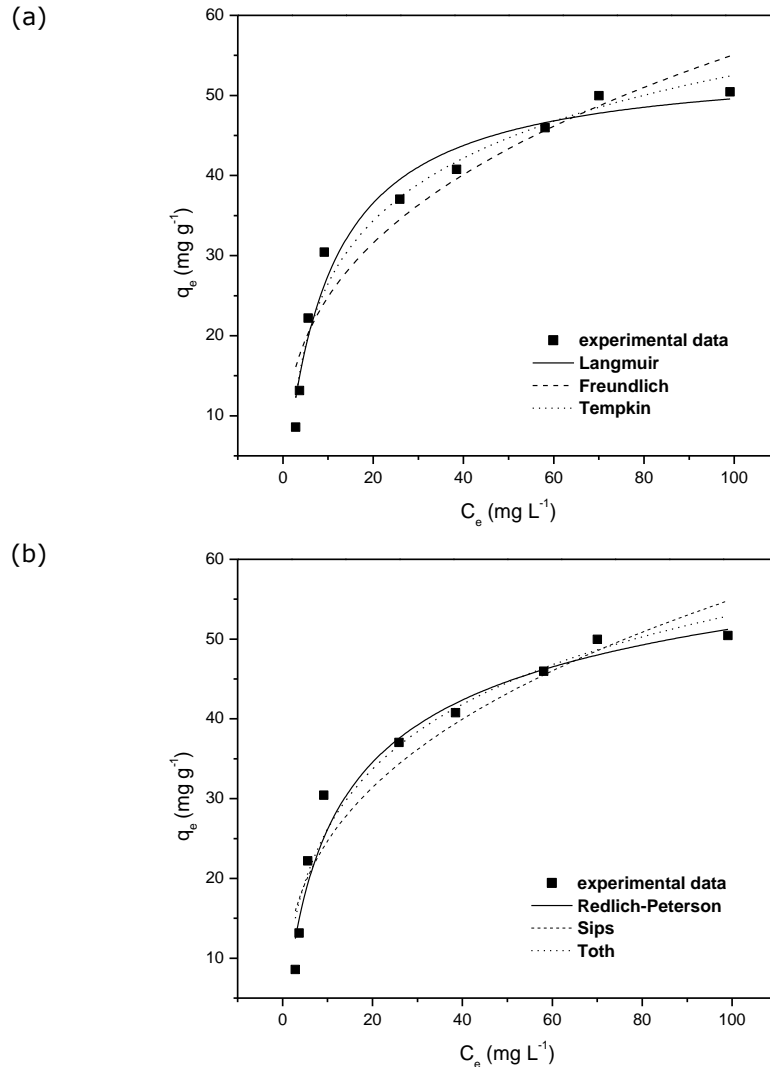 (a)
60
50
40
30
20
10
q_e (mg g^-1)
experimental data
Langmuir
Freundlich
Tempkin
0 20 40 60 80 100
C_e (mg L^-1)
(b)
60
50
40
30
20
10
q_e (mg g^-1)
experimental data
Redlich-Peterson
Sips
Toth
0 20 40 60 80 100
C_e (mg L^-1)